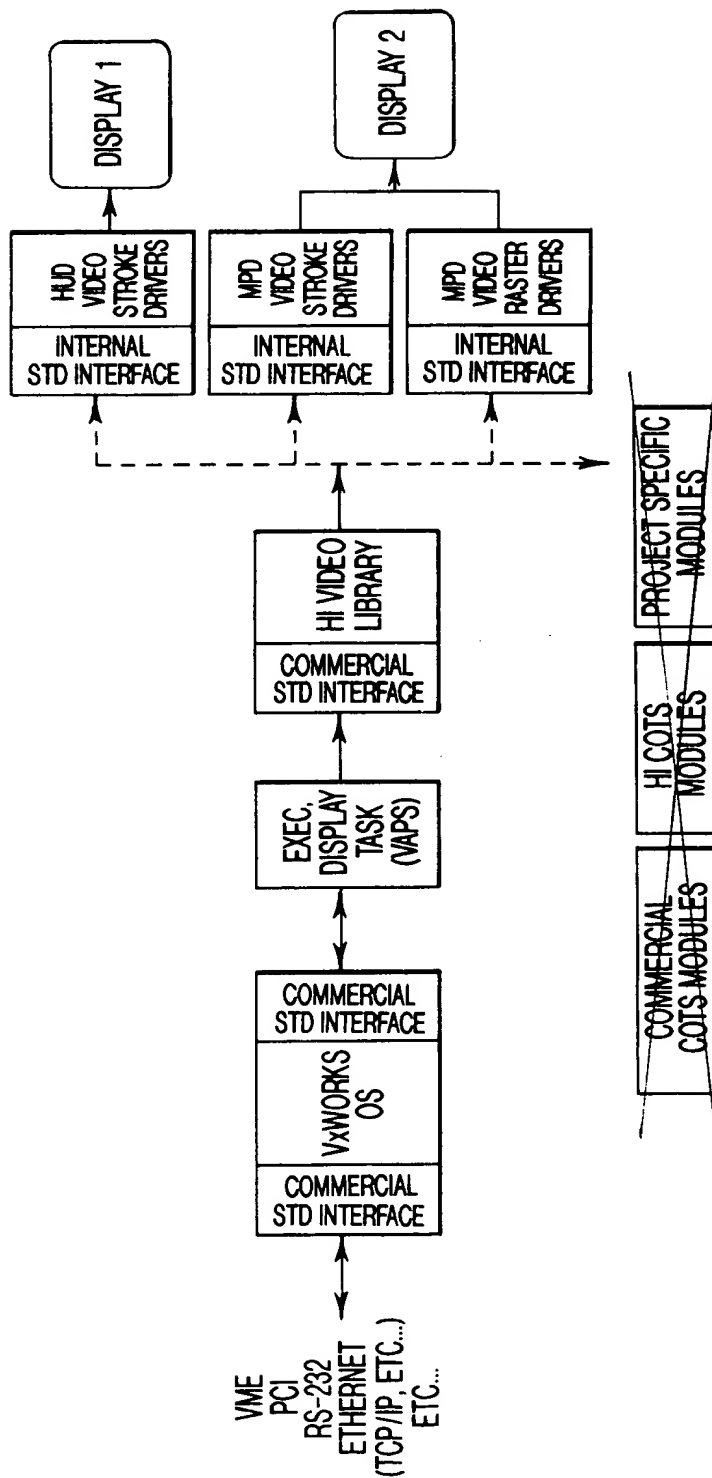 VME
PCI
RS-232
ETHERNET
(TCP/IP, ETC...)
ETC...
COMMERCIAL
STD INTERFACE
VxWORKS
OS
COMMERCIAL
STD INTERFACE
EXEC,
DISPLAY
TASK
(VAPS)
COMMERCIAL
STD INTERFACE
HI VIDEO
LIBRARY
INTERNAL
STD INTERFACE
HUD
VIDEO
STROKE
DRIVERS
DISPLAY 1
INTERNAL
STD INTERFACE
MPD
VIDEO
STROKE
DRIVERS
INTERNAL
STD INTERFACE
MPD
VIDEO
RASTER
DRIVERS
DISPLAY 2
COMMERCIAL
COTS MODULES
HI COTS
MODULES
PROJECT SPECIFIC
MODULES